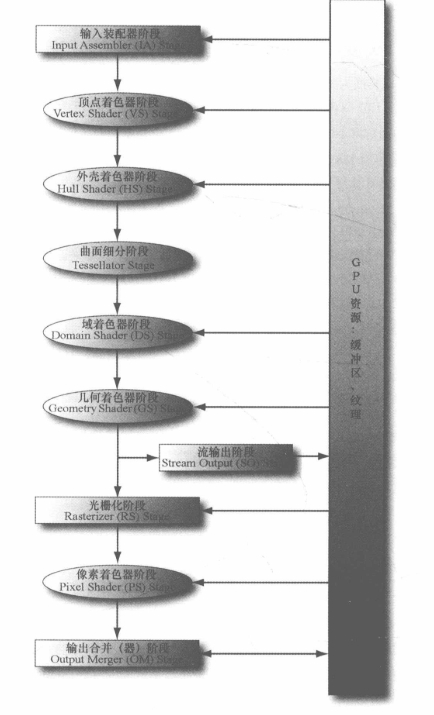 输入装配器阶段
Input Assembler (IA) Stage
顶点着色器阶段
Vertex Shader (VS) Stage
外壳着色器阶段
Hull Shader (HS) Stage
曲面细分阶段
Tessellator Stage
域着色器阶段
Domain Shader (DS) Stage
几何着色器阶段
Geometry Shader (GS) Stage
流输出阶段
Stream Output (SO)
光栅化阶段
Rasterizer (RS) Stage
像素着色器阶段
Pixel Shader (PS) Stage
输出合并（器）阶段
Output Merger (OM) Stage
GPU资源：缓冲区、纹理